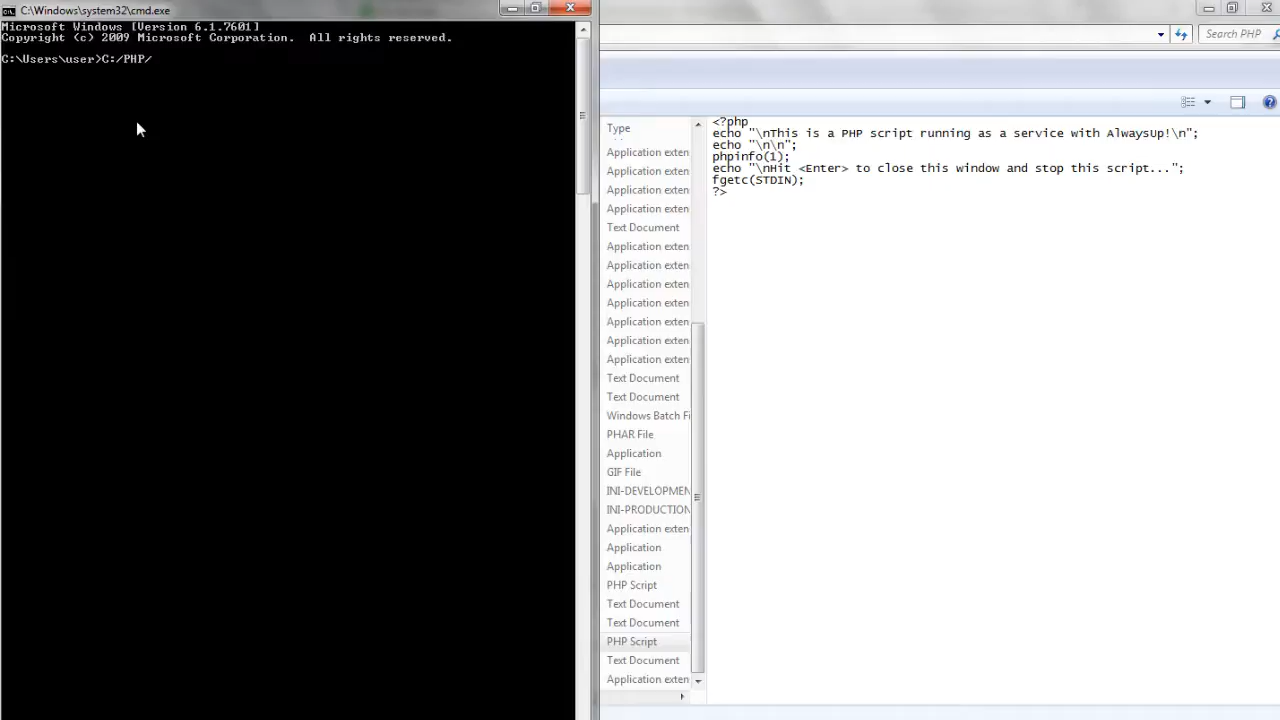 C:\Windows\system32\cmd.exe
Microsoft Windows [Version 6.1.7601]
Copyright (c) 2009 Microsoft Corporation.  All rights reserved.
C:\Users\user>C:/PHP/
Search PHP
Type
Application exten
Application exten
Application exten
Application exten
Text Document
Application exten
Application exten
Application exten
Application exten
Application exten
Application exten
Application exten
Text Document
Text Document
Windows Batch Fi
PHAR File
Application
GIF File
INI-DEVELOPMEN
INI-PRODUCTION
Application exten
Application
Application
PHP Script
Text Document
Text Document
PHP Script
Text Document
Application exten
<?php
echo "\nThis is a PHP script running as a service with AlwaysUp!\n";
echo "\n\n";
phpinfo(1);
echo "\nHit <Enter> to close this window and stop this script...";
fgetc(STDIN);
?>